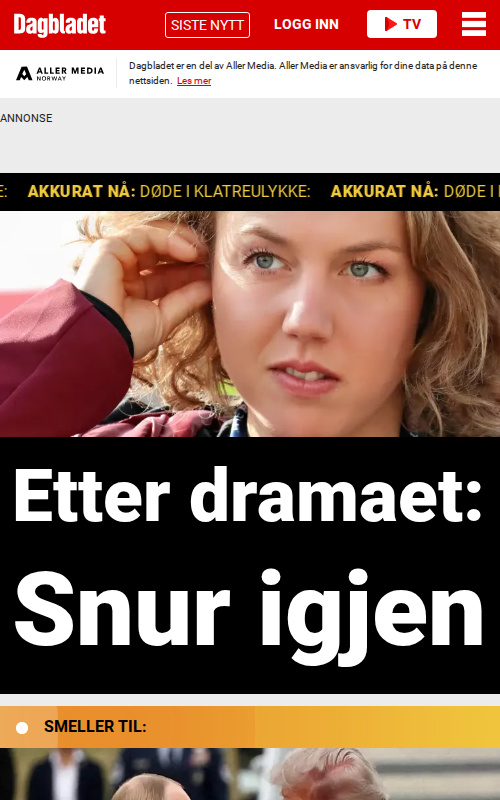 Dagbladet
SISTE NYTT
LOGG INN
TV
ALLER MEDIA
NORWAY
Dagbladet er en del av Aller Media. Aller Media er ansvarlig for dine data på denne
nettsiden. Les mer
ANNONSE
E: AKKURAT NÅ: DØDE I KLATREULYKKE: AKKURAT NÅ: DØDE I
Etter dramaet:
Snur igjen
SMELLER TIL: